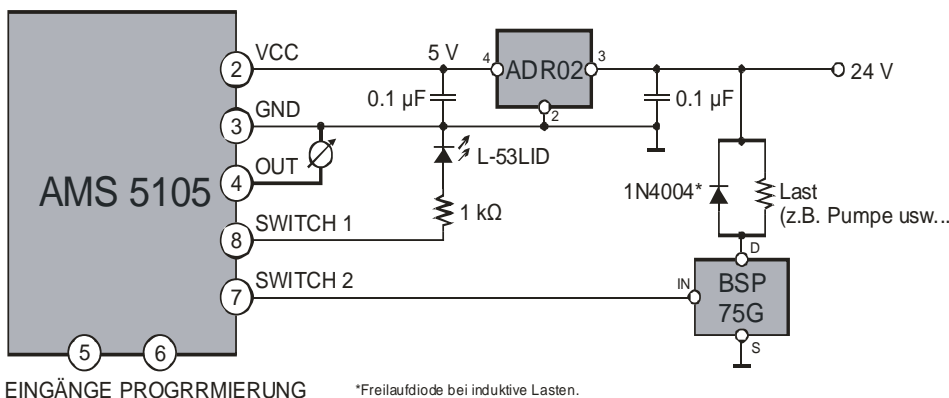 VCC
2
5 V
4
ADR02
3
24 V
0.1 µF
0.1 µF
GND
3
2
L-53LID
OUT
4
AMS 5105
1N4004*
Last
(z.B. Pumpe usw...
1 kΩ
SWITCH 1
8
D
SWITCH 2
7
IN
BSP
75G
S
5
6
EINGÄNGE PROGRRMIERUNG
*Freilaufdiode bei induktive Lasten.